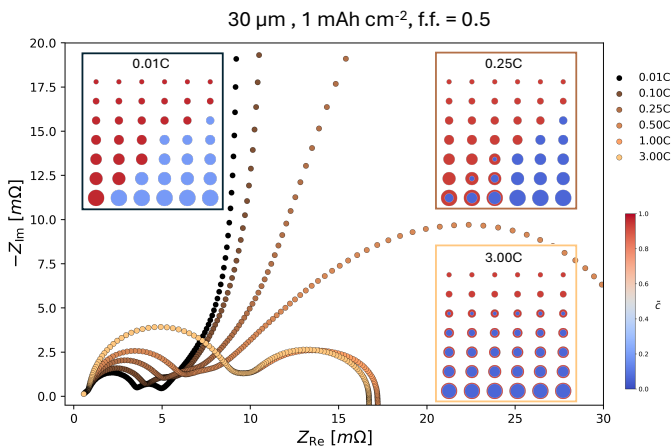 30 µm , 1 mAh cm⁻², f.f. = 0.5
20.0
17.5
15.0
12.5
10.0
7.5
5.0
2.5
0.0
−Z_Im [mΩ]
0
5
10
15
20
25
30
Z_Re [mΩ]
0.01C
0.25C
3.00C
0.01C
0.10C
0.25C
0.50C
1.00C
3.00C
1.0
0.8
0.6
0.4
0.2
0.0
c̄